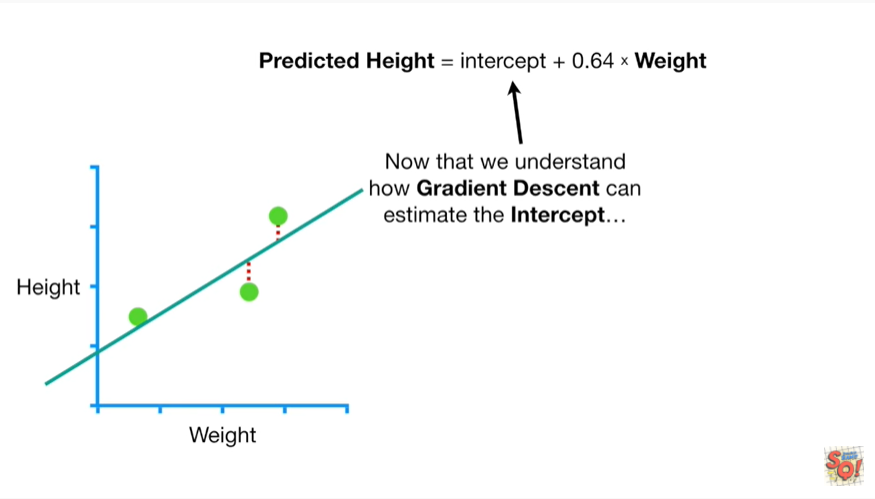 Predicted Height = intercept + 0.64 × Weight
Now that we understand
how Gradient Descent can
estimate the Intercept…
Height
Weight
SQ!